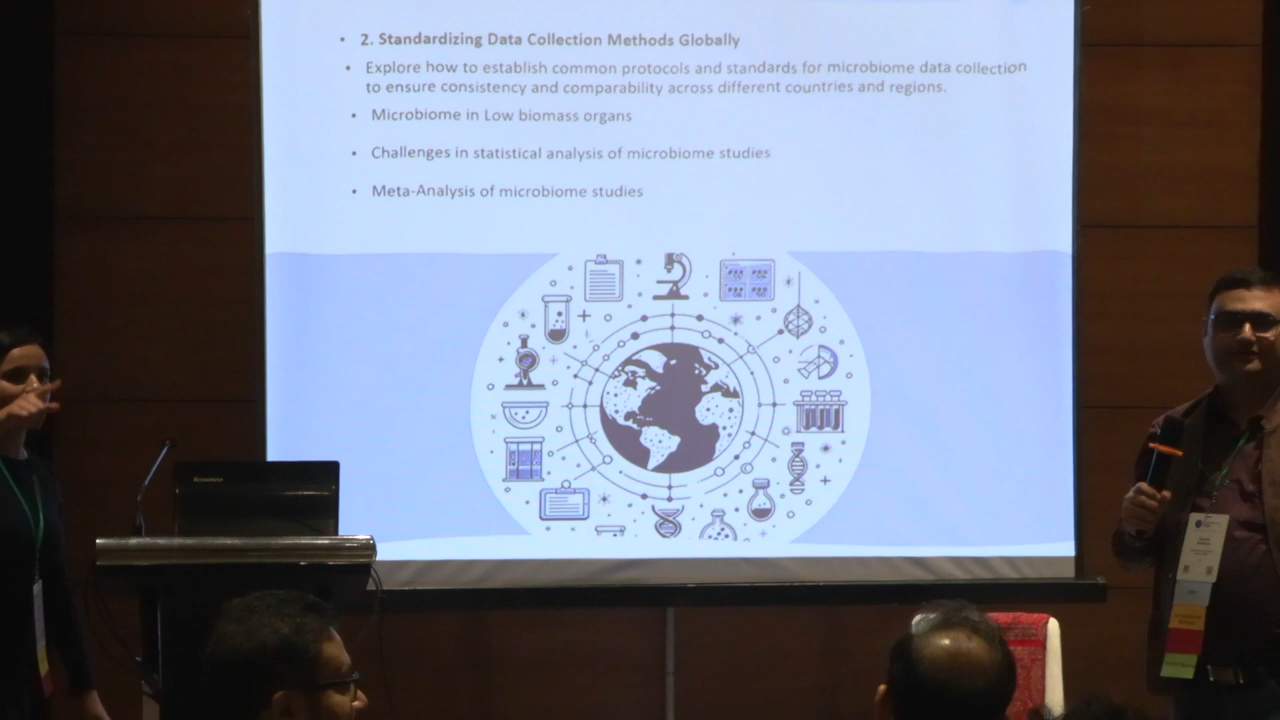 • 2. Standardizing Data Collection Methods Globally
• Explore how to establish common protocols and standards for microbiome data collection
to ensure consistency and comparability across different countries and regions.
• Microbiome in Low biomass organs
• Challenges in statistical analysis of microbiome studies
• Meta-Analysis of microbiome studies